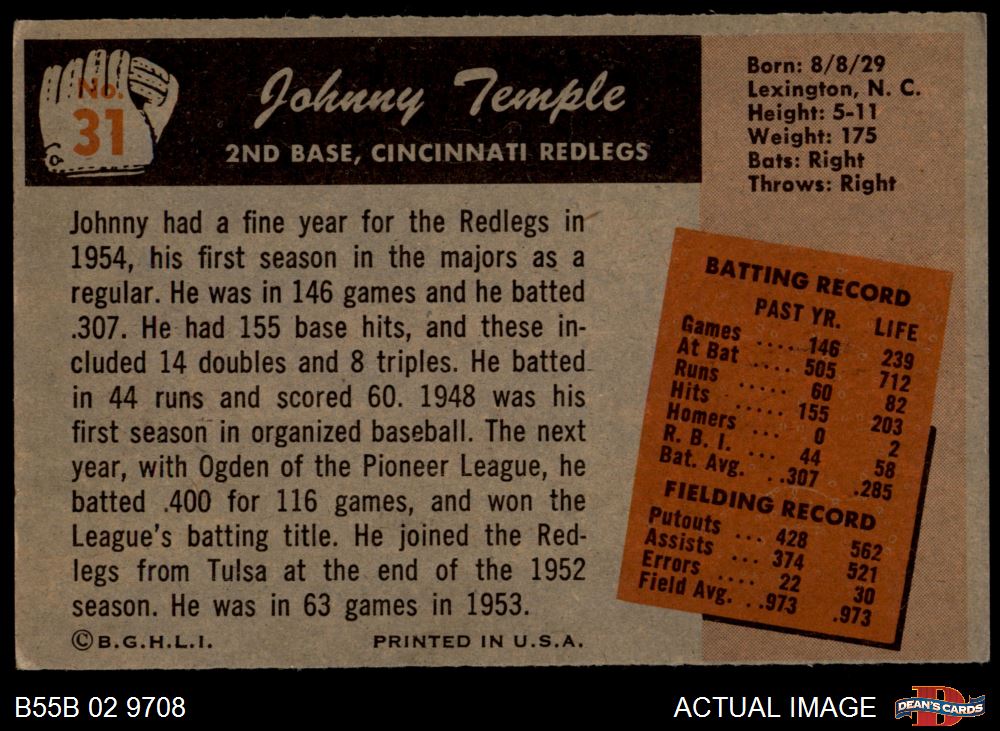 No.
31
Johnny Temple
2ND BASE, CINCINNATI REDLEGS
Born: 8/8/29
Lexington, N. C.
Height: 5-11
Weight: 175
Bats: Right
Throws: Right
Johnny had a fine year for the Redlegs in
1954, his first season in the majors as a
regular. He was in 146 games and he batted
.307. He had 155 base hits, and these in-
cluded 14 doubles and 8 triples. He batted
in 44 runs and scored 60. 1948 was his
first season in organized baseball. The next
year, with Ogden of the Pioneer League, he
batted .400 for 116 games, and won the
League's batting title. He joined the Red-
legs from Tulsa at the end of the 1952
season. He was in 63 games in 1953.
BATTING RECORD
PAST YR. LIFE
Games .... 146 239
At Bat .... 505 712
Runs ..... 60 82
Hits ..... 155 203
Homers ... 0 2
R. B. I. ... 44 58
Bat. Avg. ..307 .285
FIELDING RECORD
Putouts ... 428 562
Assists ... 374 521
Errors .... 22 30
Field Avg. ..973 .973
©B.G.H.L.I. PRINTED IN U.S.A.
B55B 02 9708 ACTUAL IMAGE
DEAN'S CARDS